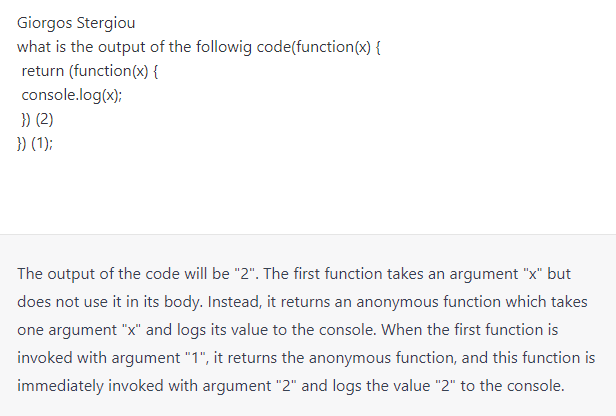 Giorgos Stergiou
what is the output of the followig code(function(x) {
return (function(x) {
console.log(x);
}) (2)
}) (1);
The output of the code will be "2". The first function takes an argument "x" but
does not use it in its body. Instead, it returns an anonymous function which takes
one argument "x" and logs its value to the console. When the first function is
invoked with argument "1", it returns the anonymous function, and this function is
immediately invoked with argument "2" and logs the value "2" to the console.